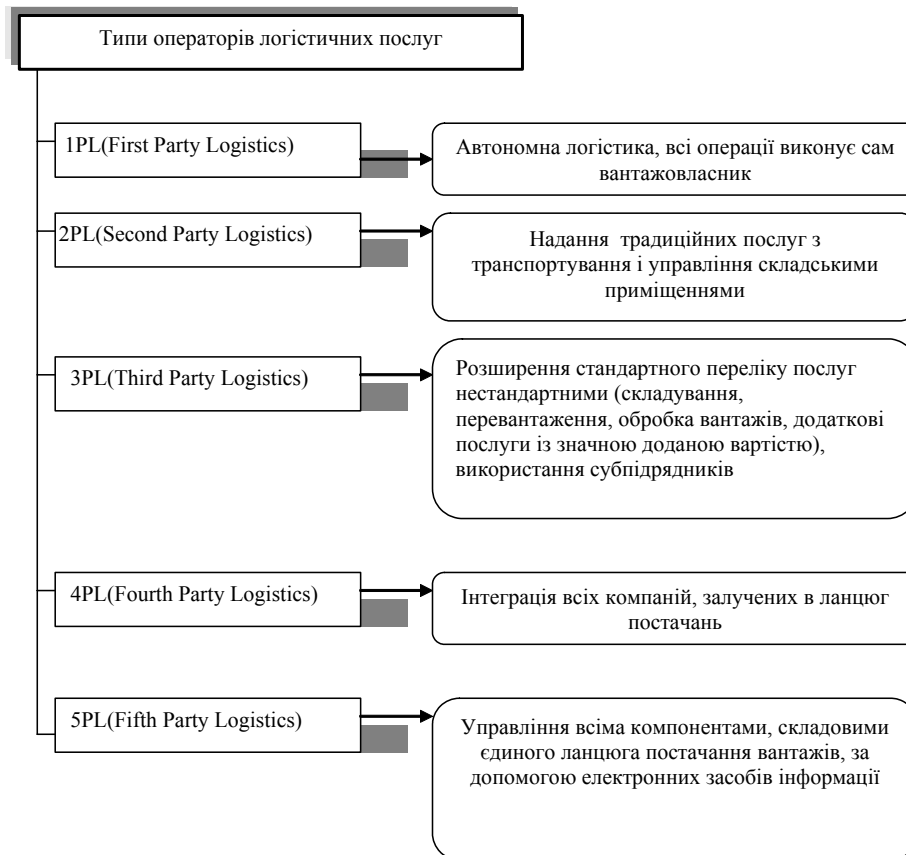 Типи операторів логістичних послуг
1PL(First Party Logistics)
Автономна логістика, всі операції виконує сам
вантажовласник
2PL(Second Party Logistics)
Надання традиційних послуг з
транспортування і управління складськими
приміщеннями
3PL(Third Party Logistics)
Розширення стандартного переліку послуг
нестандартними (складування,
перевантаження, обробка вантажів, додаткові
послуги із значною доданою вартістю),
використання субпідрядників
4PL(Fourth Party Logistics)
Інтеграція всіх компаній, залучених в ланцюг
постачань
5PL(Fifth Party Logistics)
Управління всіма компонентами, складовими
єдиного ланцюга постачання вантажів, за
допомогою електронних засобів інформації